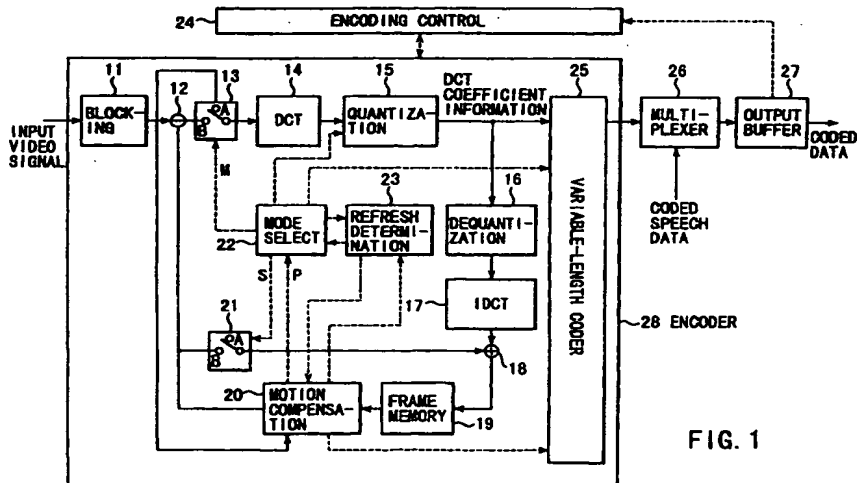 24
ENCODING CONTROL
11
BLOCK-
ING
12
13
A
B
14
DCT
15
QUANTIZA-
TION
DCT
COEFFICIENT
INFORMATION
25
VARIABLE-LENGTH CODER
26
MULTI-
PLEXER
27
OUTPUT
BUFFER
INPUT
VIDEO
SIGNAL
CODED
DATA
M
23
22
MODE
SELECT
REFRESH
DETERMI-
NATION
16
DEQUANTI-
ZATION
CODED
SPEECH
DATA
S
P
17
IDCT
21
A
B
18
28 ENCODER
20
MOTION
COMPENSA-
TION
FRAME
MEMORY
19
FIG. 1